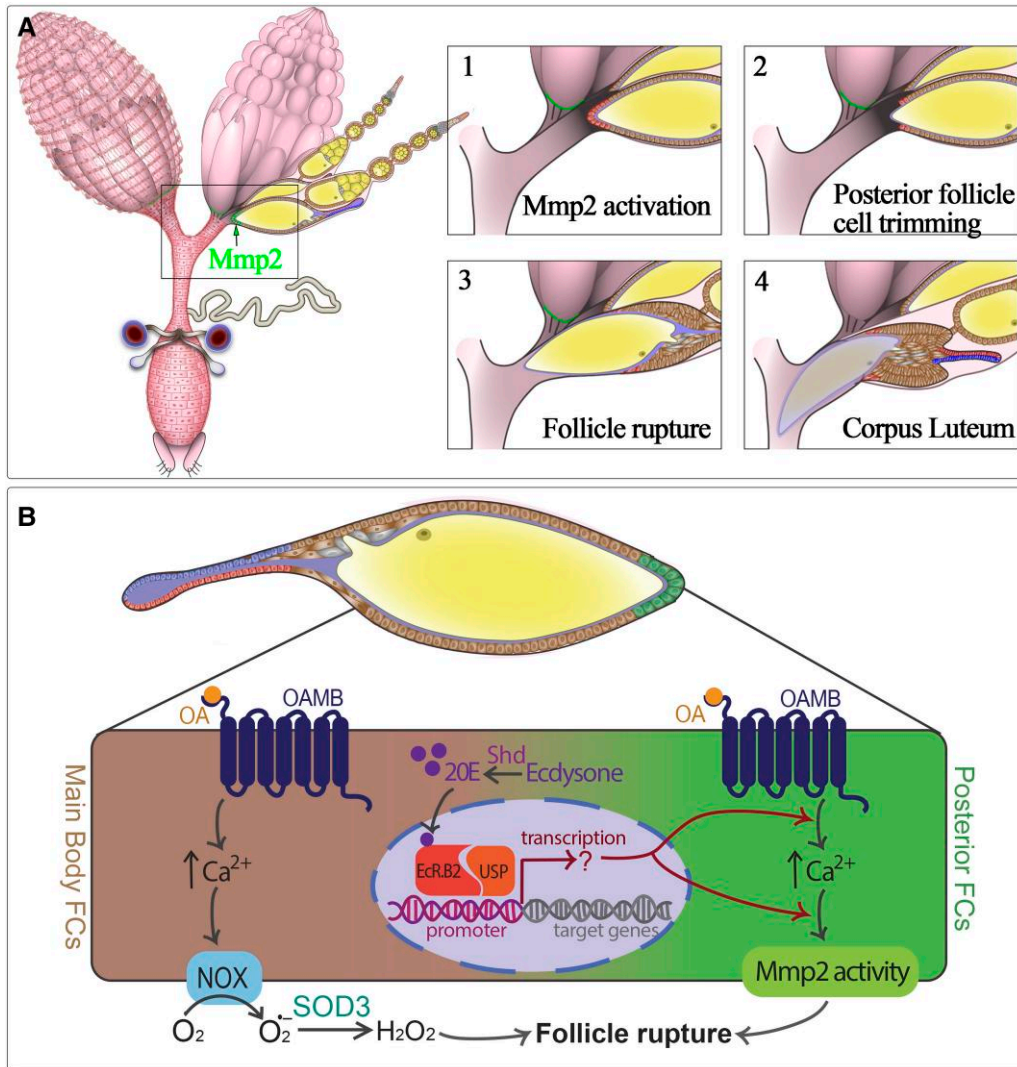 A
Mmp2
1
Mmp2 activation
2
Posterior follicle
cell trimming
3
Follicle rupture
4
Corpus Luteum
B
OA
OAMB
Main Body FCs
↑ Ca²⁺
NOX
O₂
O₂•−
SOD3
H₂O₂
Shd
20E
Ecdysone
EcR.B2
USP
transcription
?
promoter
target genes
OA
OAMB
Posterior FCs
↑ Ca²⁺
Mmp2 activity
Follicle rupture